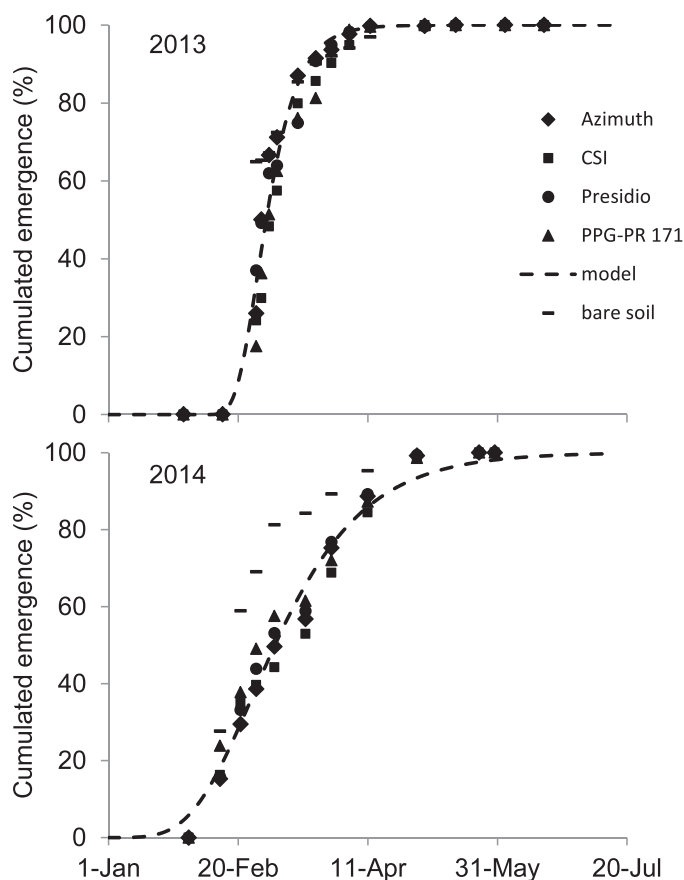 2013
Cumulated emergence (%)
100
80
60
40
20
0
Azimuth
CSI
Presidio
PPG-PR 171
model
bare soil
2014
Cumulated emergence (%)
100
80
60
40
20
0
1-Jan 20-Feb 11-Apr 31-May 20-Jul